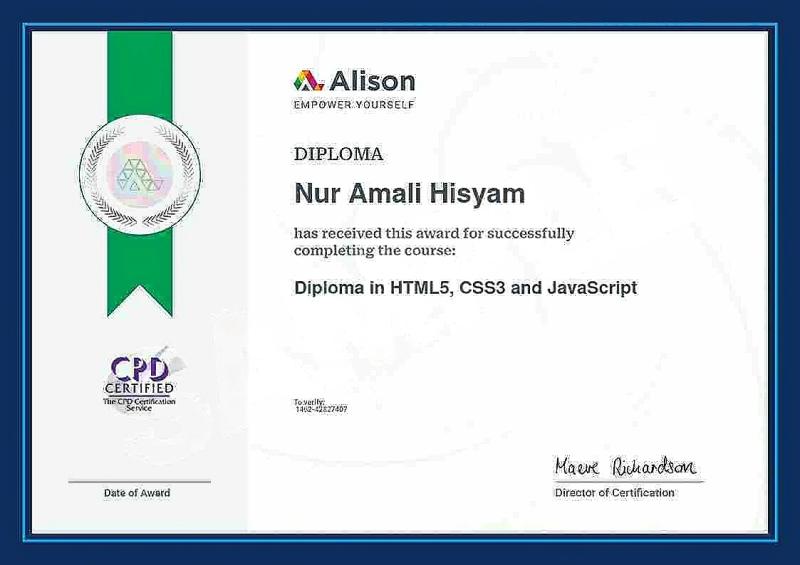 Alison
EMPOWER YOURSELF
DIPLOMA
Nur Amali Hisyam
has received this award for successfully
completing the course:
Diploma in HTML5, CSS3 and JavaScript
CPD
CERTIFIED
The CPD Certification
Service
To verify:
1462-42827407
Maeve Richardson
Date of Award
Director of Certification